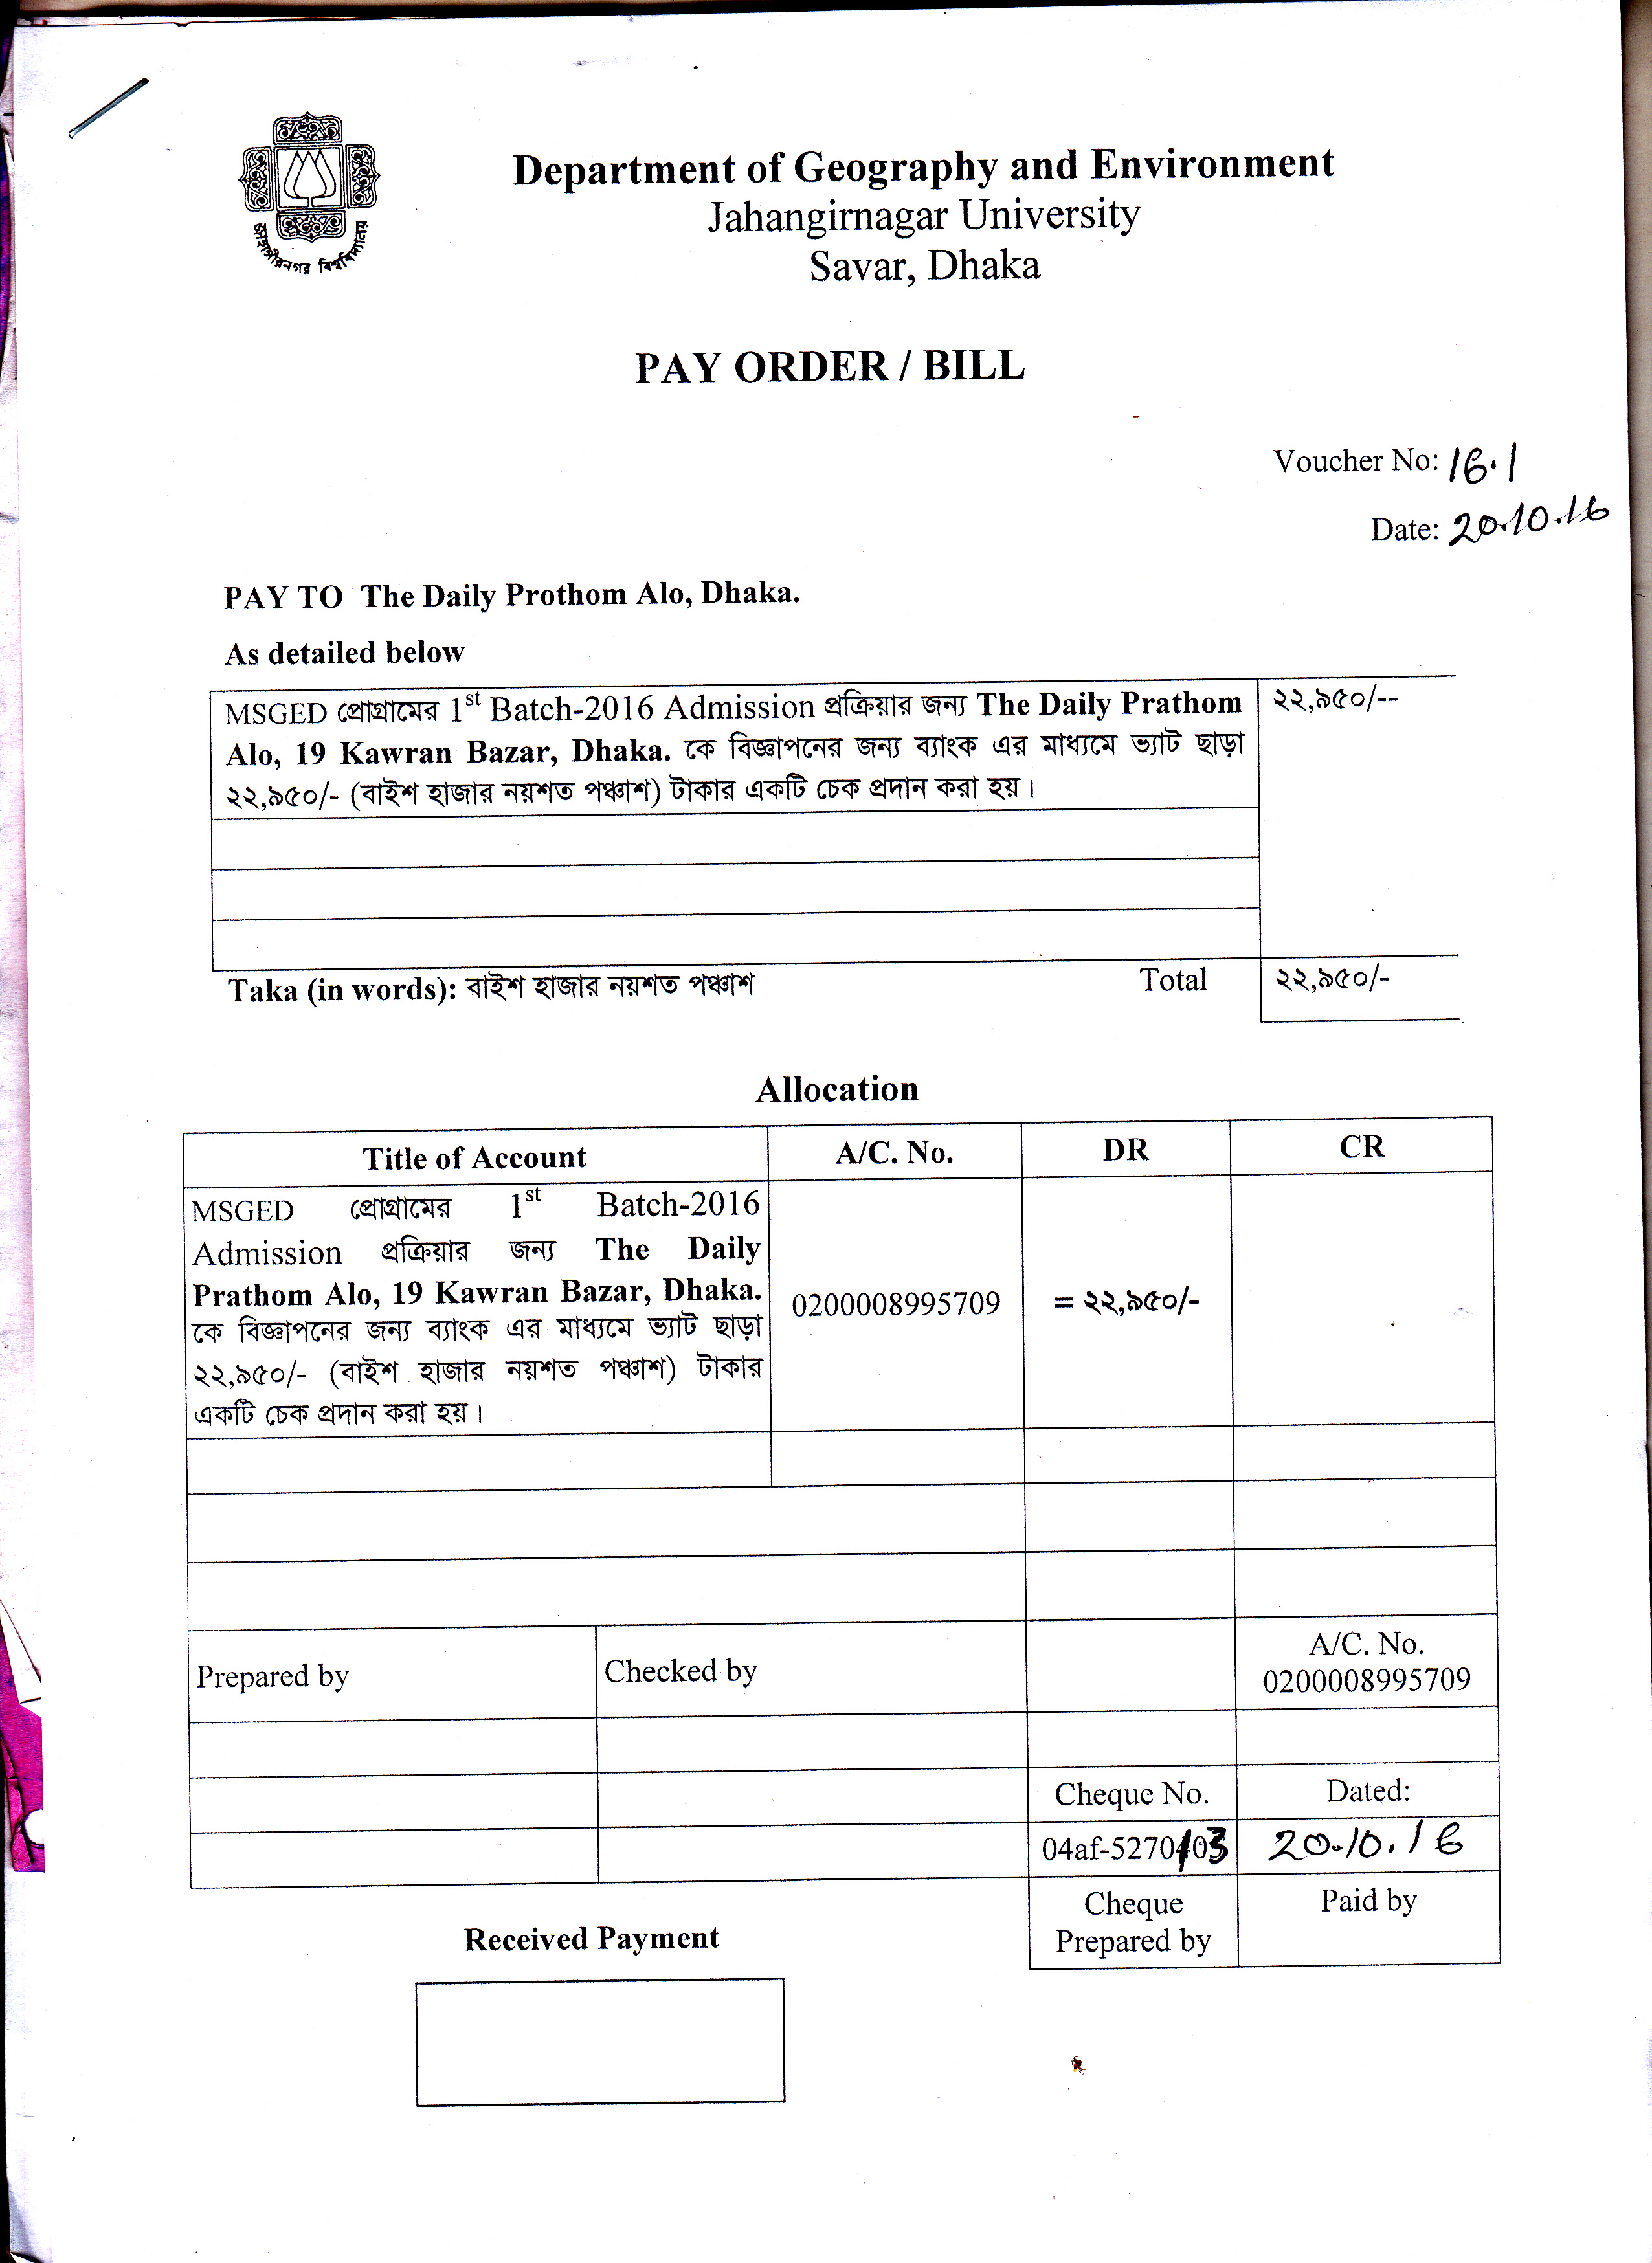 জাহাঙ্গীরনগর বিশ্ববিদ্যালয়
Department of Geography and Environment
Jahangirnagar University
Savar, Dhaka
PAY ORDER / BILL
Voucher No: 16.1
Date: 20.10.16
PAY TO The Daily Prothom Alo, Dhaka.
As detailed below
MSGED প্রোগ্রামের 1st Batch-2016 Admission প্রক্রিয়ার জন্য The Daily Prathom ২২,৯৫০/--
Alo, 19 Kawran Bazar, Dhaka. কে বিজ্ঞাপনের জন্য ব্যাংক এর মাধ্যমে ভ্যাট ছাড়া
২২,৯৫০/- (বাইশ হাজার নয়শত পঞ্চাশ) টাকার একটি চেক প্রদান করা হয়।
Taka (in words): বাইশ হাজার নয়শত পঞ্চাশ Total ২২,৯৫০/-
Allocation
Title of Account A/C. No. DR CR
MSGED প্রোগ্রামের 1st Batch-2016
Admission প্রক্রিয়ার জন্য The Daily
Prathom Alo, 19 Kawran Bazar, Dhaka. 0200008995709 = ২২,৯৫০/-
কে বিজ্ঞাপনের জন্য ব্যাংক এর মাধ্যমে ভ্যাট ছাড়া
২২,৯৫০/- (বাইশ হাজার নয়শত পঞ্চাশ) টাকার
একটি চেক প্রদান করা হয়।
Prepared by Checked by A/C. No.
0200008995709
Cheque No. Dated:
20.10.16
Cheque Paid by
Prepared by
Received Payment